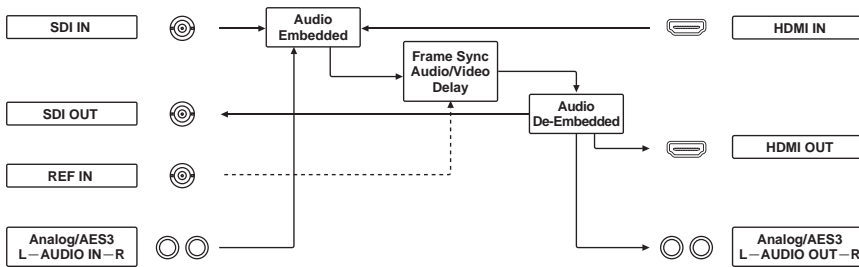 SDI IN
Audio
Embedded
HDMI IN
Frame Sync
Audio/Video
Delay
SDI OUT
Audio
De-Embedded
HDMI OUT
REF IN
Analog/AES3
L—AUDIO IN—R
Analog/AES3
L—AUDIO OUT—R